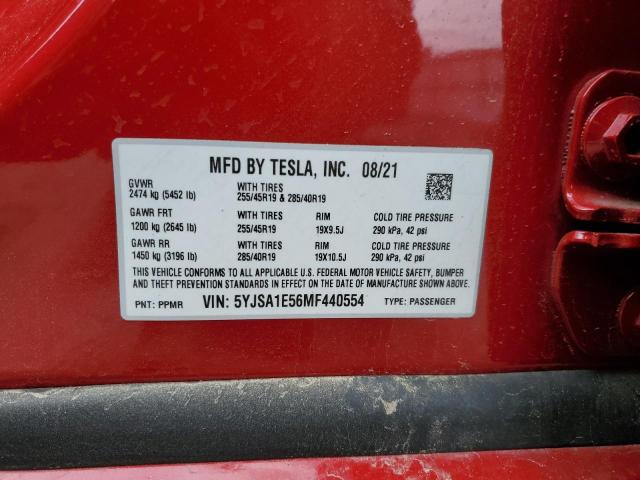 MFD BY TESLA, INC. 08/21
GVWR WITH TIRES
2474 kg (5452 lb) 255/45R19 & 285/40R19
GAWR FRT WITH TIRES RIM COLD TIRE PRESSURE
1200 kg (2645 lb) 255/45R19 19X9.5J 290 kPa, 42 psi
GAWR RR WITH TIRES RIM COLD TIRE PRESSURE
1450 kg (3196 lb) 285/40R19 19X10.5J 290 kPa, 42 psi
THIS VEHICLE CONFORMS TO ALL APPLICABLE U.S. FEDERAL MOTOR VEHICLE SAFETY, BUMPER
AND THEFT PREVENTION STANDARDS IN EFFECT ON THE DATE OF MANUFACTURE SHOWN ABOVE.
PNT: PPMR VIN: 5YJSA1E56MF440554 TYPE: PASSENGER